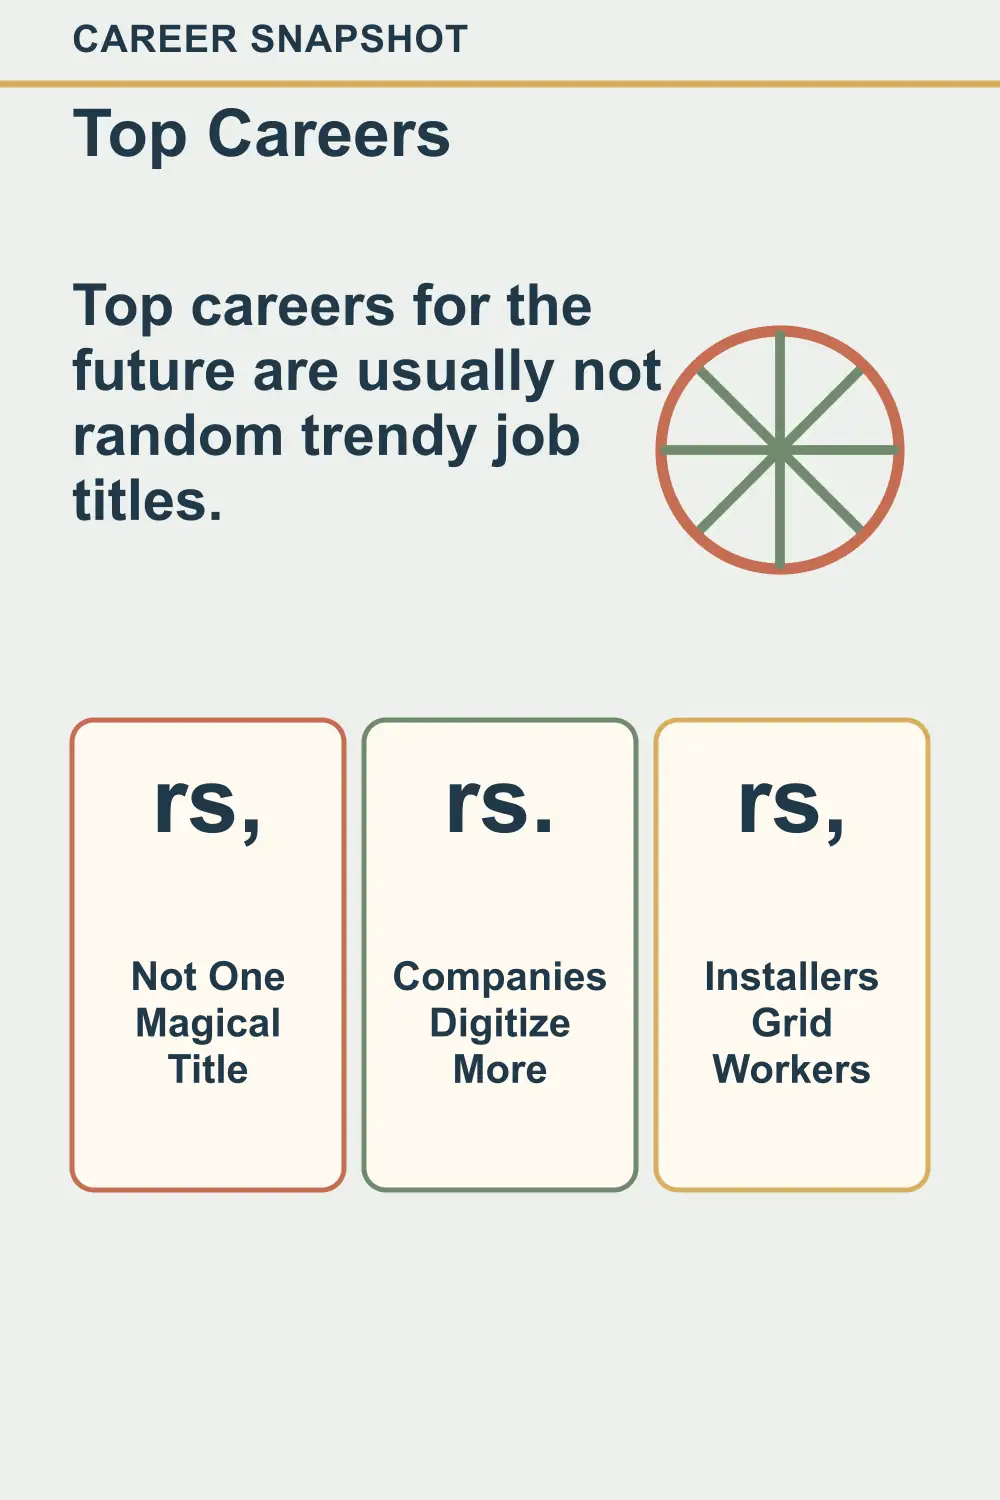 CAREER SNAPSHOT
Top Careers
Top careers for the
future are usually not
random trendy job
titles.
rs,
Not One
Magical
Title
rs.
Companies
Digitize
More
rs,
Installers
Grid
Workers